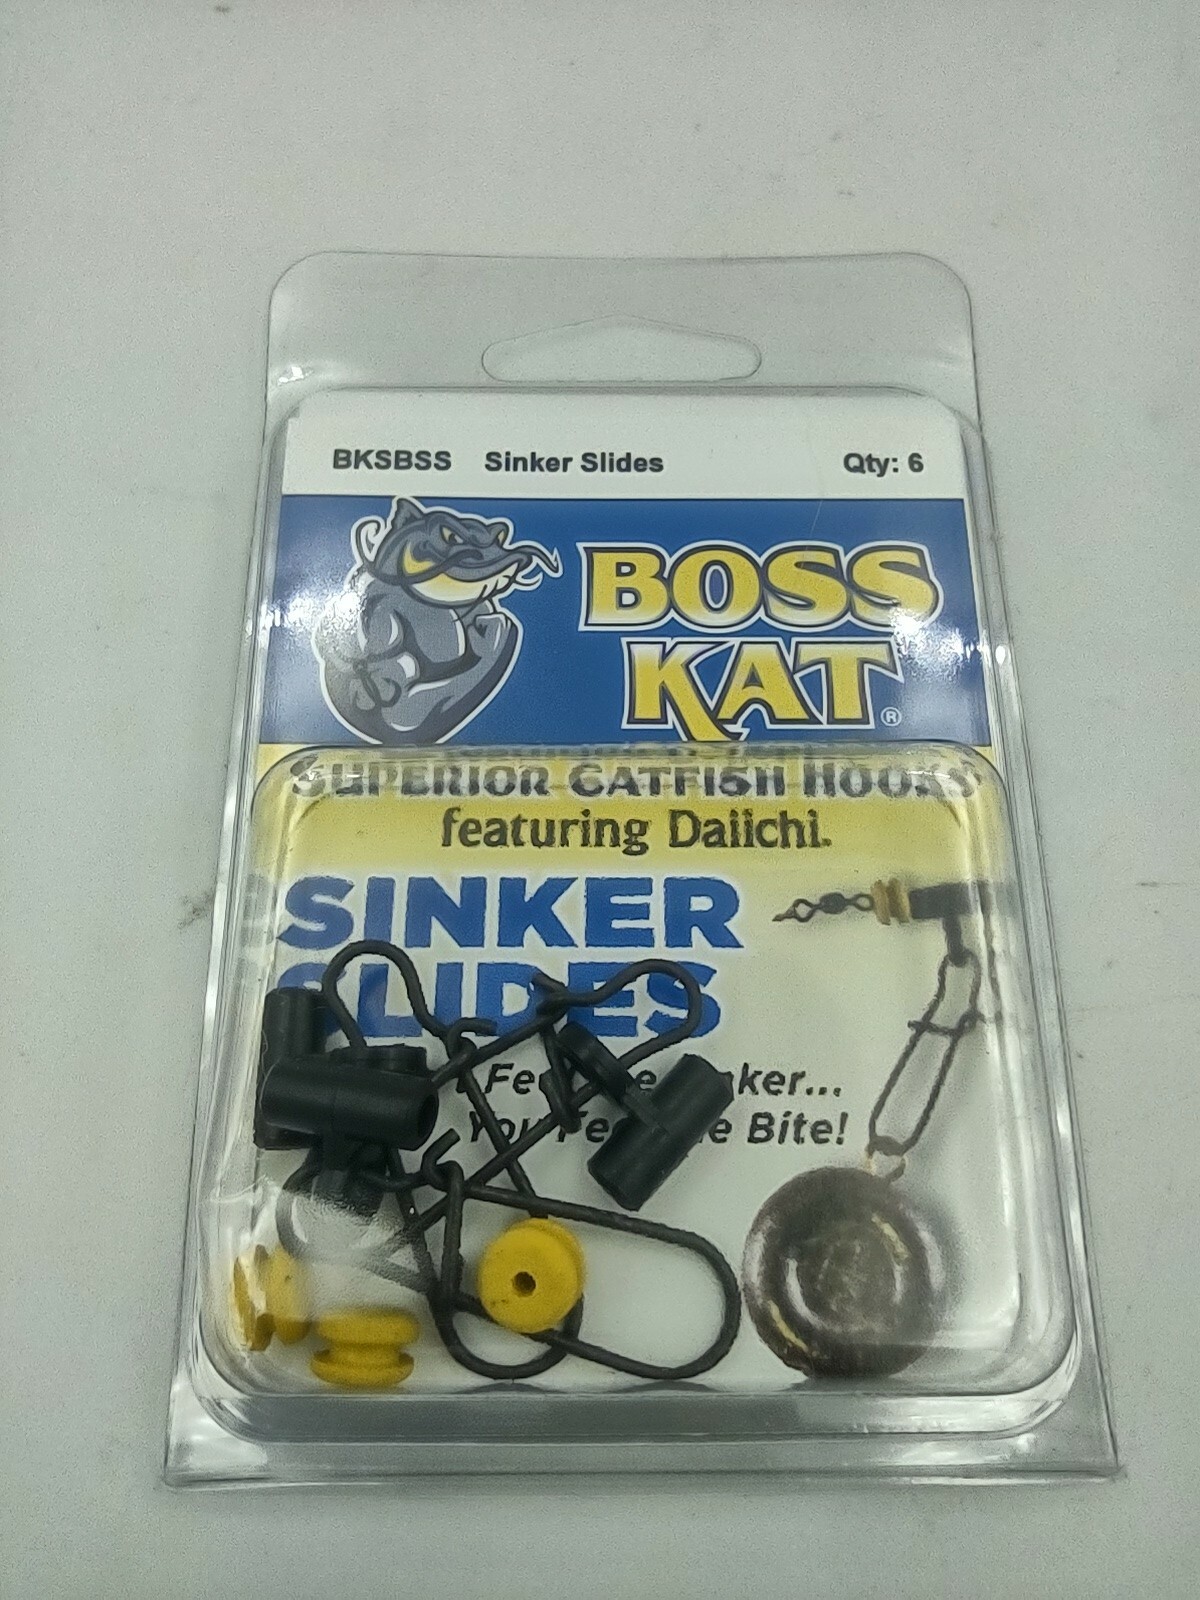 BKSBSS Sinker Slides Qty: 6
BOSS
KAT®
SUPERIOR CATFISH HOOKS
featuring Daiichi.
SINKER
SLIDES
Bite!